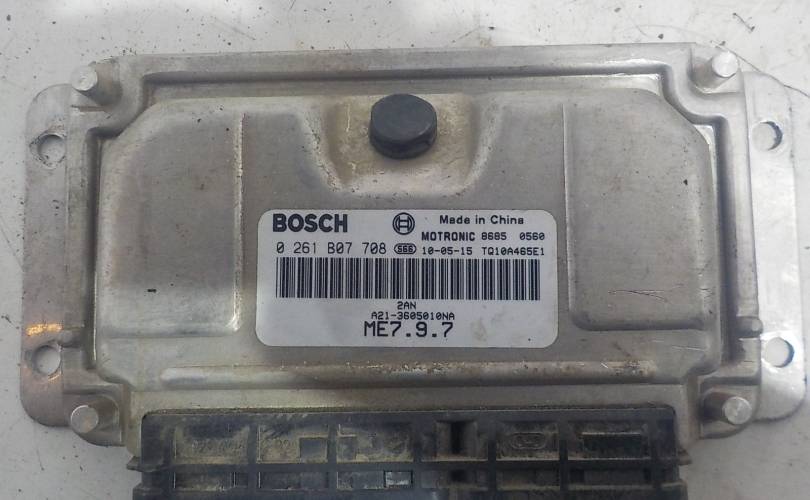 BOSCH Made in China
MOTRONIC 8685 0560
0 261 B07 708 S66 10-05-15 TQ10A465E1
2AN
A21-3605010NA
ME7.9.7